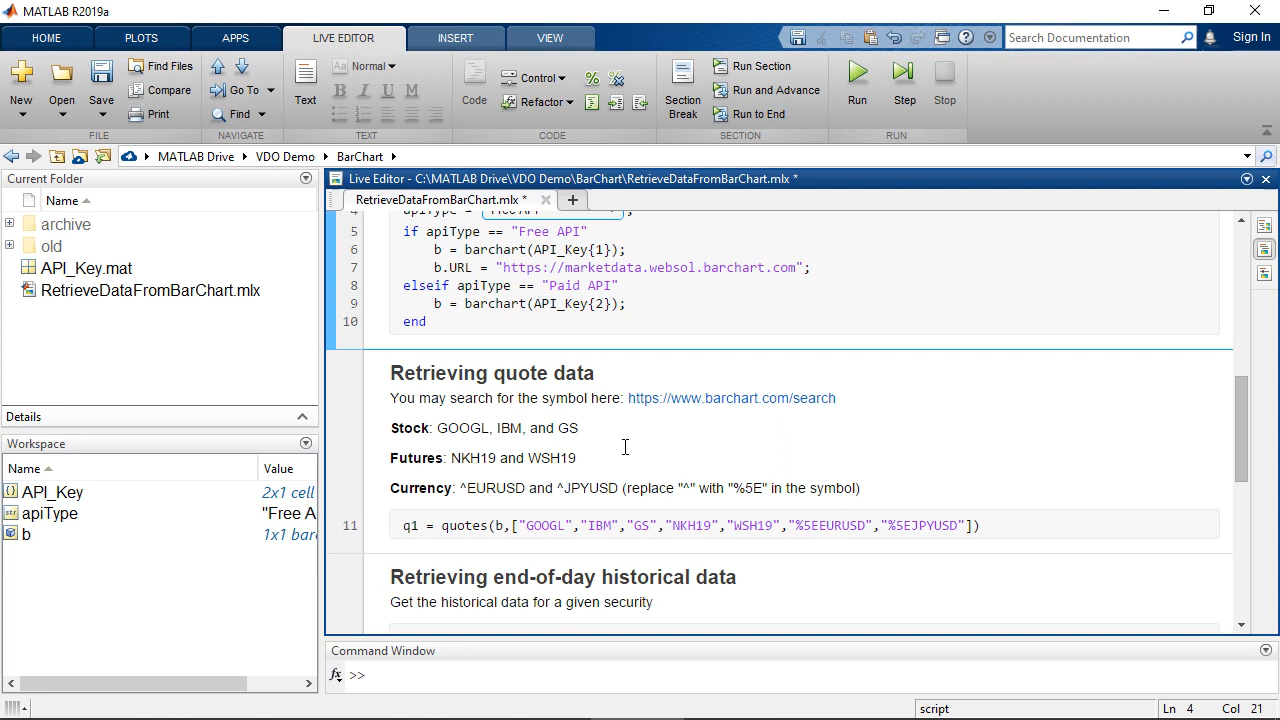 MATLAB R2019a
HOME PLOTS APPS LIVE EDITOR INSERT VIEW Search Documentation Sign In
New Open Save Find Files Compare Print
Go To Find
Text Normal B I U M
Code Control Refactor
Section Break Run Section Run and Advance Run to End
Run Step Stop
FILE NAVIGATE TEXT CODE SECTION RUN
MATLAB Drive VDO Demo BarChart
Current Folder
Name
archive
old
API_Key.mat
RetrieveDataFromBarChart.mlx
Details
Workspace
Name Value
API_Key 2x1 cell
apiType "Free A
b 1x1 bar
Live Editor - C:\MATLAB Drive\VDO Demo\BarChart\RetrieveDataFromBarChart.mlx *
RetrieveDataFromBarChart.mlx *
4 apiType = Free API ;
5 if apiType == "Free API"
6 b = barchart(API_Key{1});
7 b.URL = "https://marketdata.websol.barchart.com";
8 elseif apiType == "Paid API"
9 b = barchart(API_Key{2});
10 end
Retrieving quote data
You may search for the symbol here: https://www.barchart.com/search
Stock: GOOGL, IBM, and GS
Futures: NKH19 and WSH19
Currency: ^EURUSD and ^JPYUSD (replace "^" with "%5E" in the symbol)
11 q1 = quotes(b,["GOOGL","IBM","GS","NKH19","WSH19","%5EEURUSD","%5EJPYUSD"])
Retrieving end-of-day historical data
Get the historical data for a given security
Command Window
fx >>
script Ln 4 Col 21